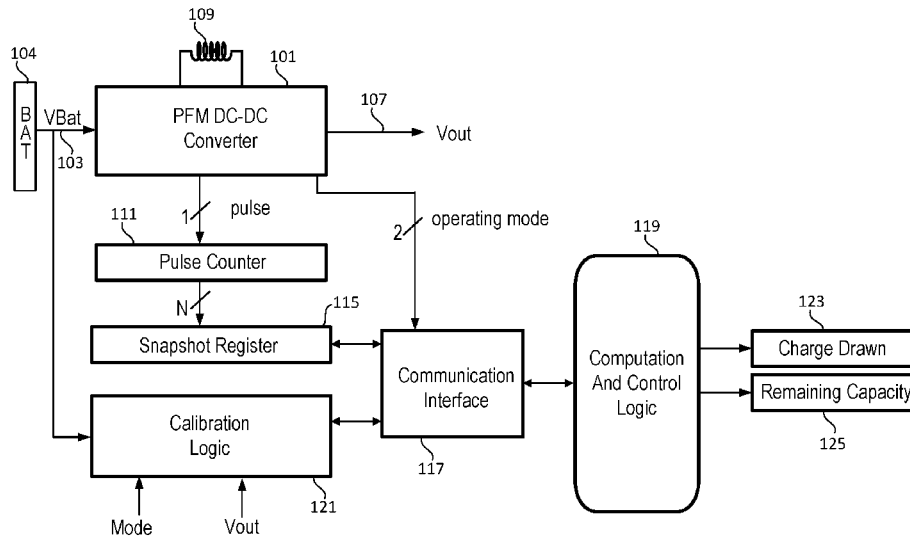 109
104
101
BAT
VBat
103
PFM DC-DC
Converter
107
Vout
1
pulse
2
operating mode
111
Pulse Counter
119
N
115
Snapshot Register
123
Charge Drawn
Communication
Interface
Computation
And Control
Logic
Remaining Capacity
125
Calibration
Logic
117
121
Mode
Vout